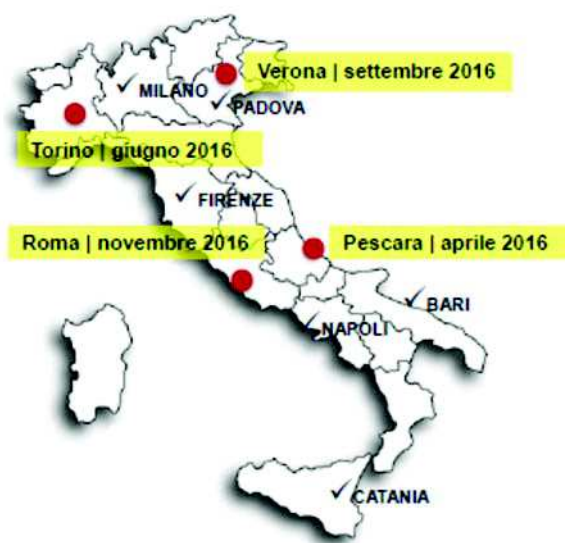 Verona | settembre 2016
MILANO
PADOVA
Torino | giugno 2016
FIRENZE
Roma | novembre 2016
Pescara | aprile 2016
BARI
NAPOLI
CATANIA